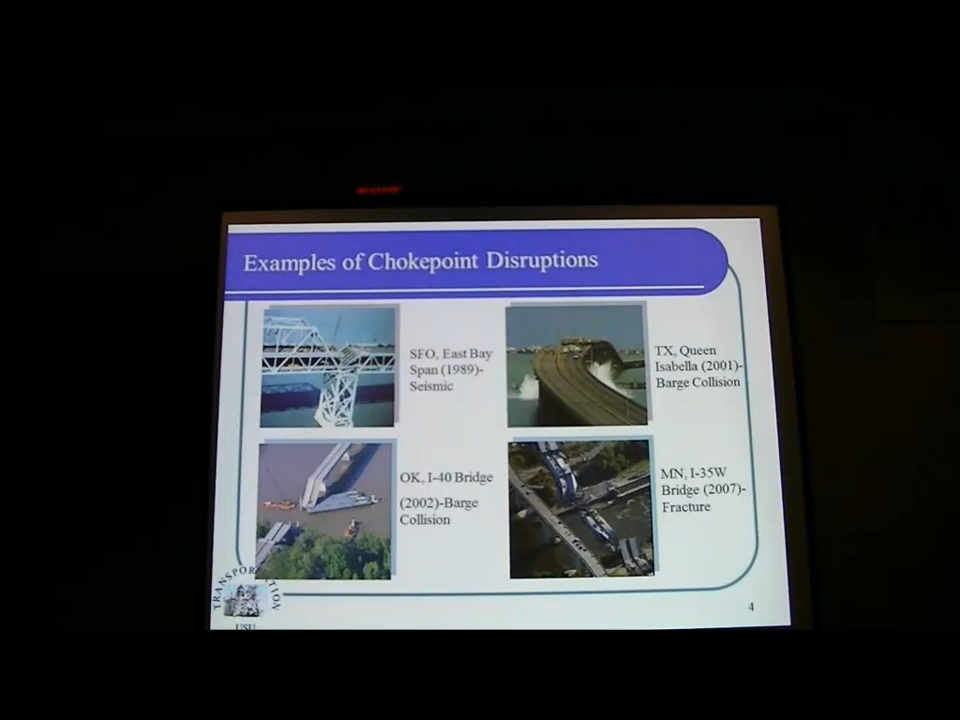 Examples of Chokepoint Disruptions
SFO, East Bay
Span (1989)-
Seismic
TX, Queen
Isabella (2001)-
Barge Collision
OK, I-40 Bridge
(2002)-Barge
Collision
MN, I-35W
Bridge (2007)-
Fracture
TRANSPORTATION
USU
4